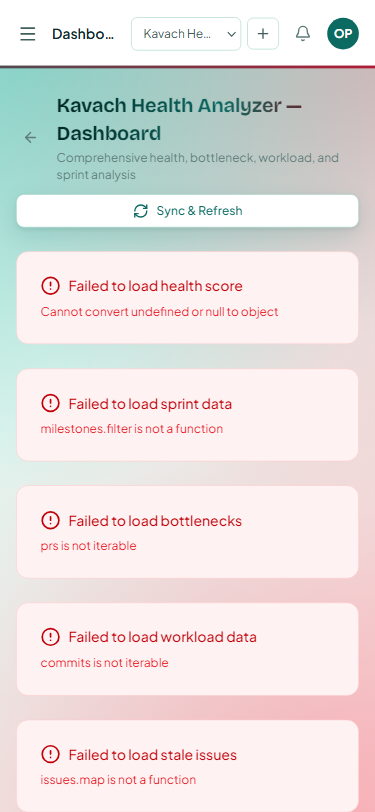 Dashbo...
Kavach He...
OP
Kavach Health Analyzer —
Dashboard
Comprehensive health, bottleneck, workload, and
sprint analysis
Sync & Refresh
Failed to load health score
Cannot convert undefined or null to object
Failed to load sprint data
milestones.filter is not a function
Failed to load bottlenecks
prs is not iterable
Failed to load workload data
commits is not iterable
Failed to load stale issues
issues.map is not a function